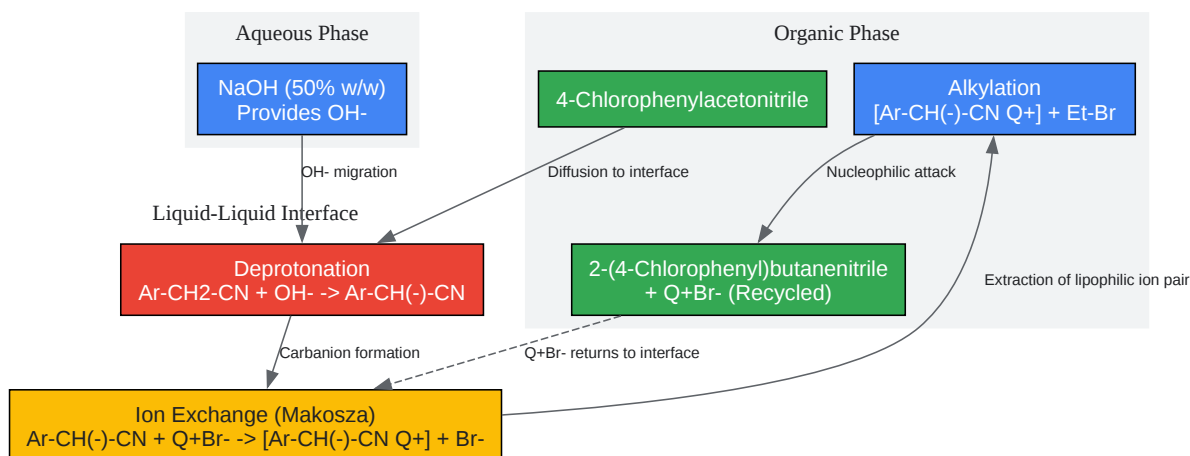 Aqueous Phase
Organic Phase
NaOH (50% w/w)
Provides OH-
4-Chlorophenylacetonitrile
Alkylation
[Ar-CH(-)-CN Q+] + Et-Br
OH- migration
Diffusion to interface
Nucleophilic attack
Liquid-Liquid Interface
Deprotonation
Ar-CH2-CN + OH- -> Ar-CH(-)-CN
2-(4-Chlorophenyl)butanenitrile
+ Q+Br- (Recycled)
Extraction of lipophilic ion pair
Carbanion formation
Q+Br- returns to interface
Ion Exchange (Makosza)
Ar-CH(-)-CN + Q+Br- -> [Ar-CH(-)-CN Q+] + Br-